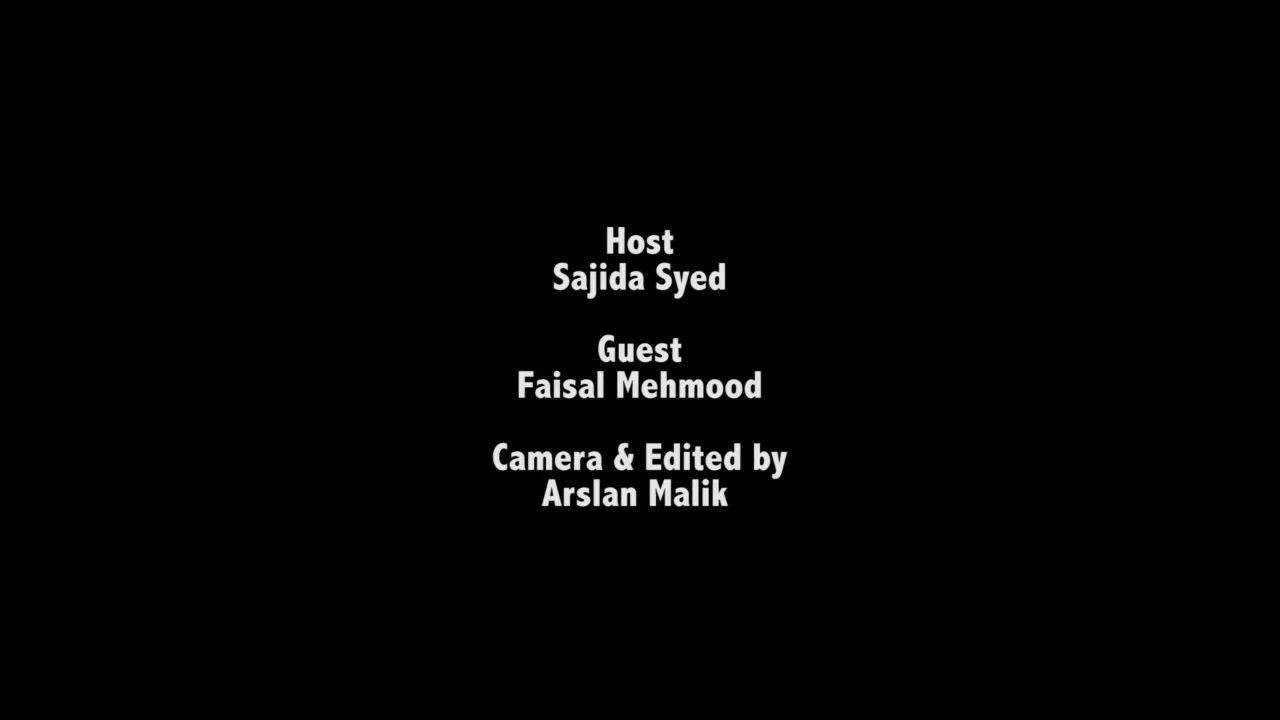 Host
Sajida Syed
Guest
Faisal Mehmood
Camera & Edited by
Arslan Malik